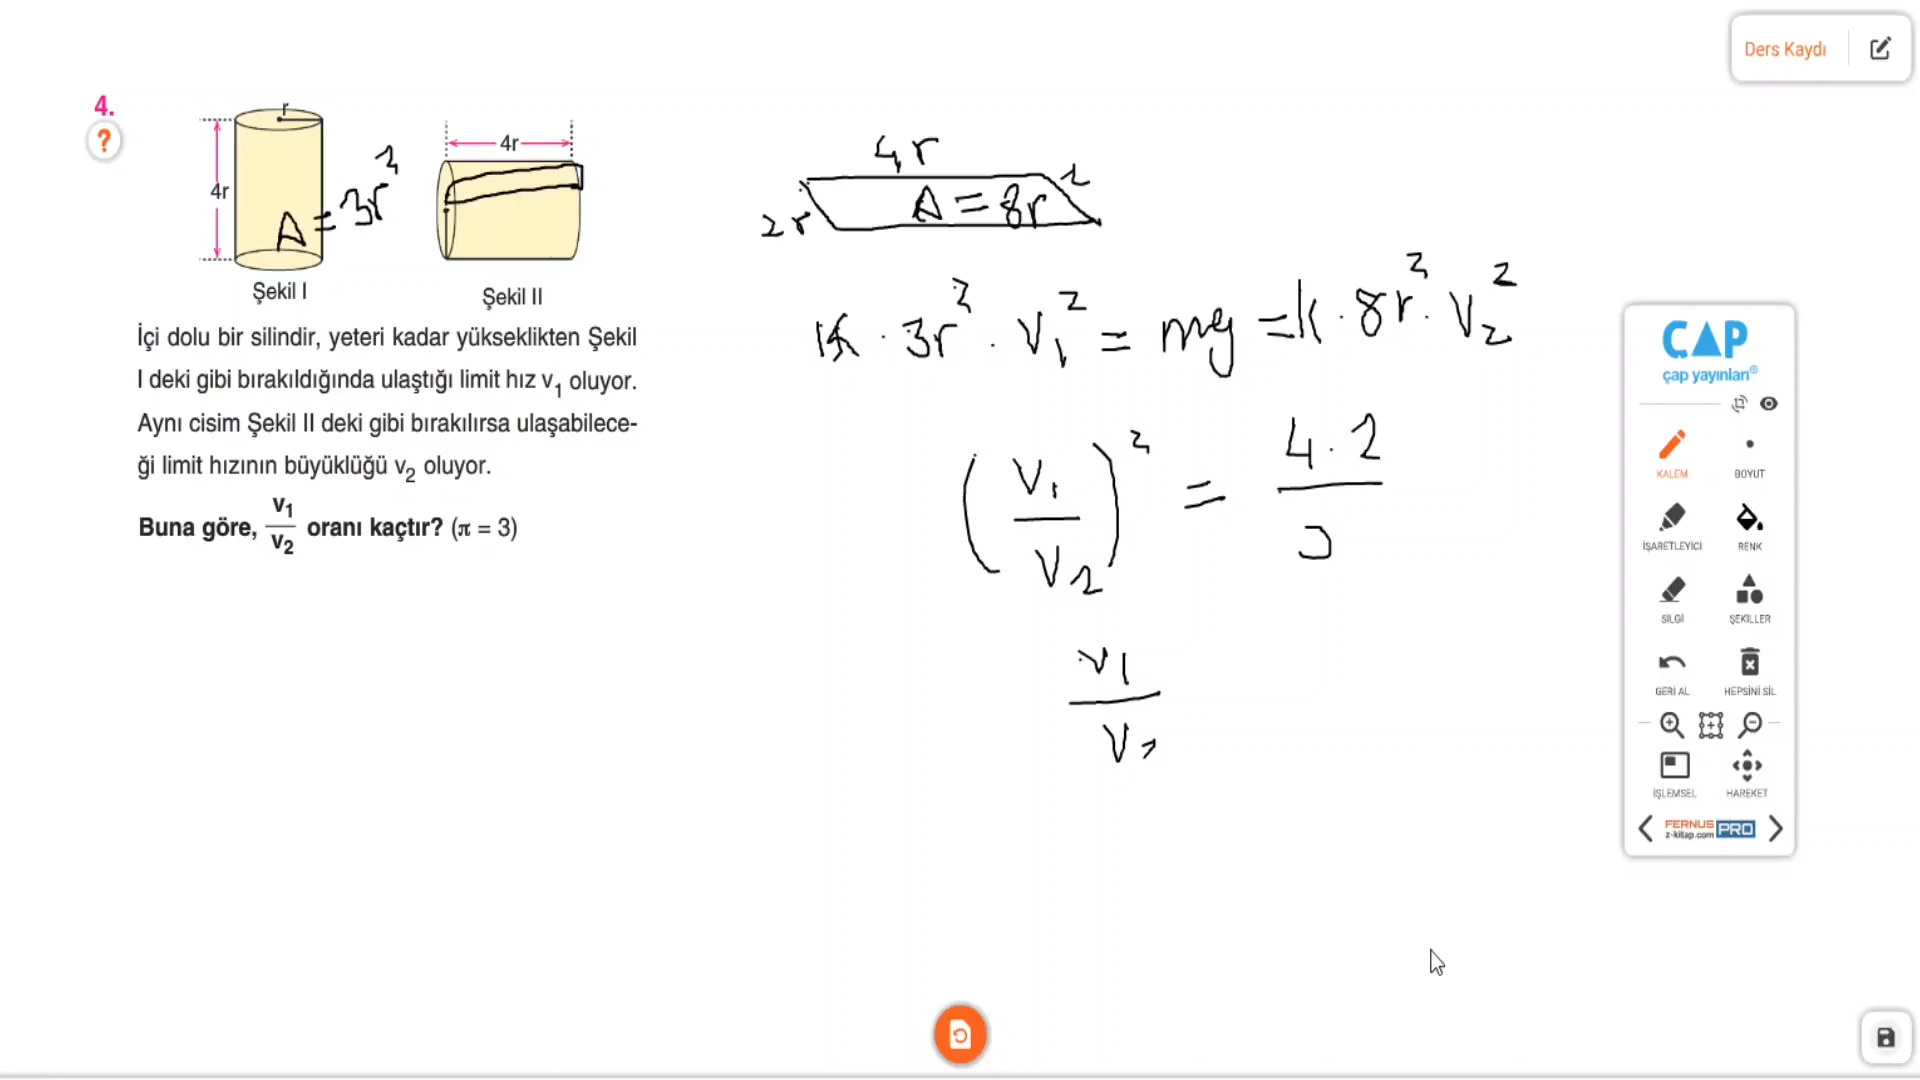 Ders Kaydı
4.
?
r
4r
A = 3r²
Şekil I
4r
Şekil II
İçi dolu bir silindir, yeteri kadar yükseklikten Şekil
I deki gibi bırakıldığında ulaştığı limit hız v₁ oluyor.
Aynı cisim Şekil II deki gibi bırakılırsa ulaşabilece-
ği limit hızının büyüklüğü v₂ oluyor.
Buna göre, v₁/v₂ oranı kaçtır? (π = 3)
4r
2r
A = 8r²
K · 3r² · V₁² = mg = k · 8r² · V₂²
(V₁/V₂)² = 4·2/3
V₁
V₂
ÇAP
çap yayınları®
KALEM
BOYUT
İŞARETLEYİCİ
RENK
SİLGİ
ŞEKİLLER
GERİ AL
HEPSİNİ SİL
İŞLEMSEL
HAREKET
FERNUS PRO
z-kitap.com